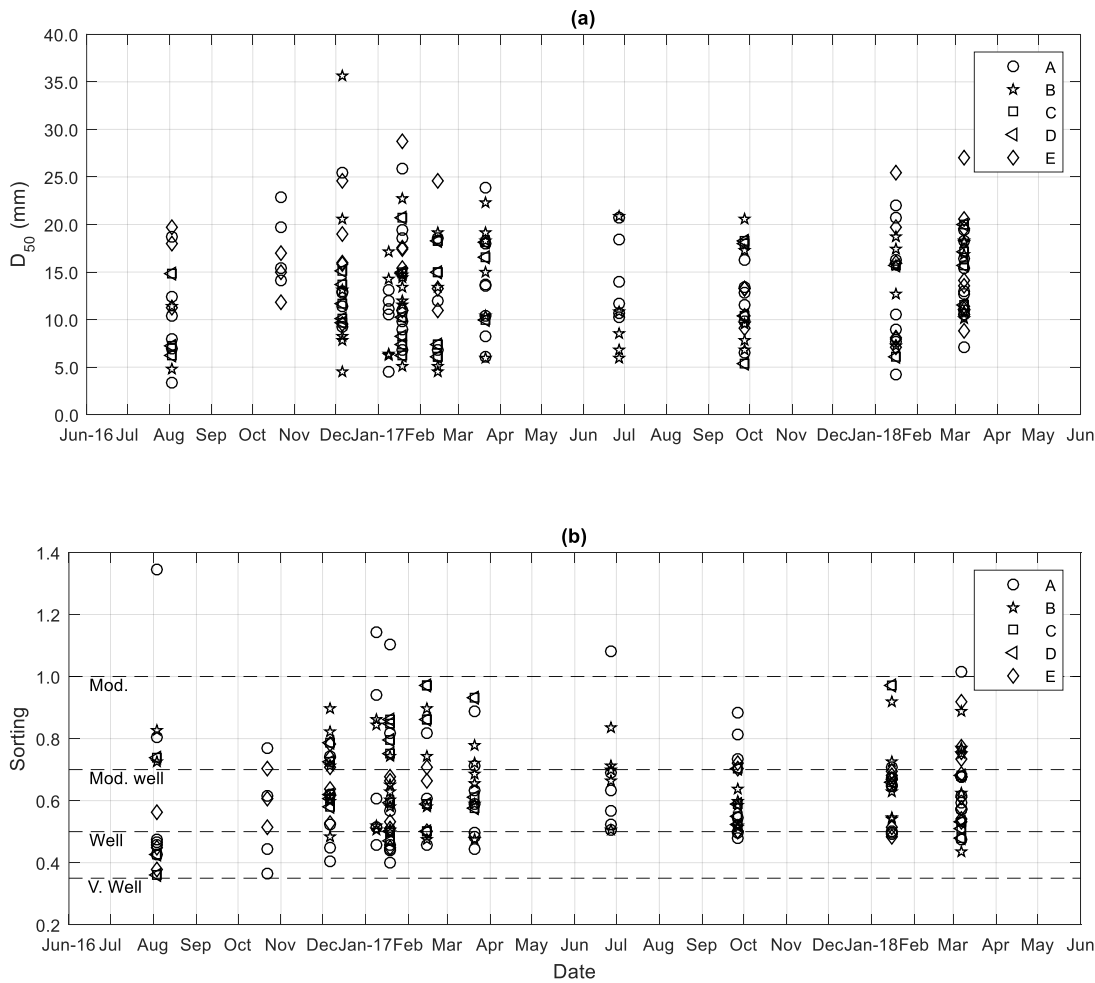 (a)
40.0
35.0
30.0
25.0
20.0
15.0
10.0
5.0
0.0
D50 (mm)
A
B
C
D
E
Jun-16 Jul Aug Sep Oct Nov Dec Jan-17 Feb Mar Apr May Jun Jul Aug Sep Oct Nov Dec Jan-18 Feb Mar Apr May Jun
(b)
1.4
1.2
1.0
0.8
0.6
0.4
0.2
Sorting
A
B
C
D
E
Mod.
Mod. well
Well
V. Well
Jun-16 Jul Aug Sep Oct Nov Dec Jan-17 Feb Mar Apr May Jun Jul Aug Sep Oct Nov Dec Jan-18 Feb Mar Apr May Jun
Date